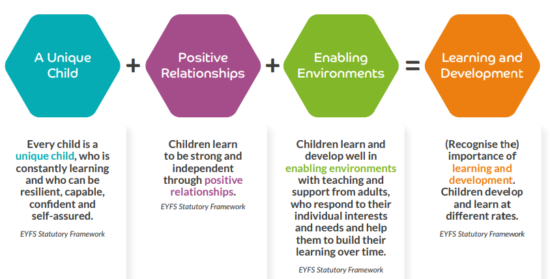 A Unique
Child
+
Positive
Relationships
+
Enabling
Environments
=
Learning and
Development
Every child is a
unique child, who is
constantly learning
and who can be
resilient, capable,
confident and
self-assured.
EYFS Statutory Framework
Children learn
to be strong and
independent
through positive
relationships.
EYFS Statutory Framework
Children learn and
develop well in
enabling environments
with teaching and
support from adults,
who respond to their
individual interests
and needs and help
them to build their
learning over time.
EYFS Statutory Framework
(Recognise the)
importance of
learning and
development.
Children develop
and learn at
different rates.
EYFS Statutory Framework